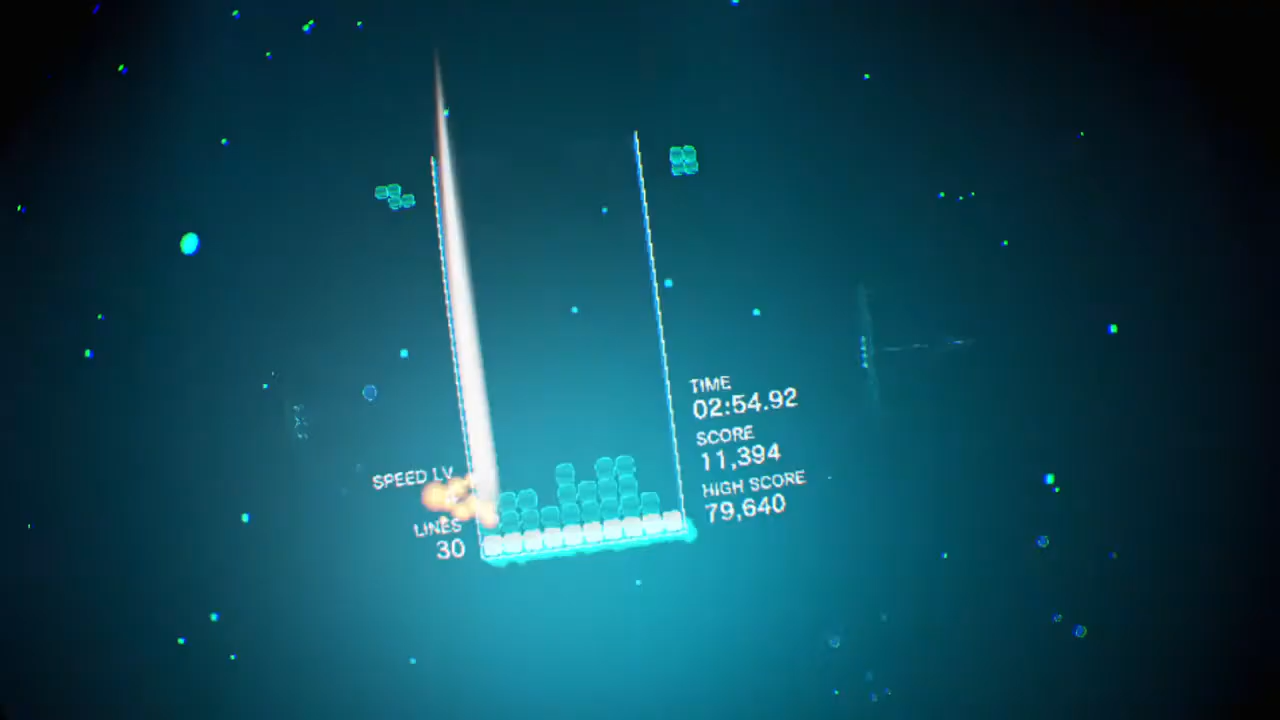 SPEED LV
LINES
30
TIME
02:54.92
SCORE
11,394
HIGH SCORE
79,640